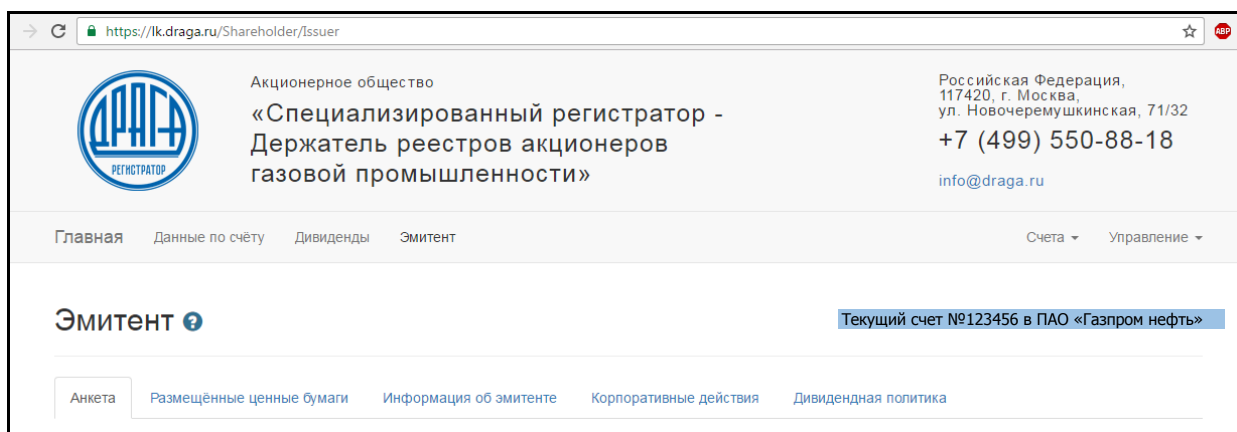 https://lk.draga.ru/Shareholder/Issuer
ABP
ДРАГА
РЕГИСТРАТОР
Акционерное общество
«Специализированный регистратор -
Держатель реестров акционеров
газовой промышленности»
Российская Федерация,
117420, г. Москва,
ул. Новочеремушкинская, 71/32
+7 (499) 550-88-18
info@draga.ru
Главная Данные по счёту Дивиденды Эмитент Счета Управление
Эмитент ?
Текущий счет №123456 в ПАО «Газпром нефть»
Анкета Размещённые ценные бумаги Информация об эмитенте Корпоративные действия Дивидендная политика